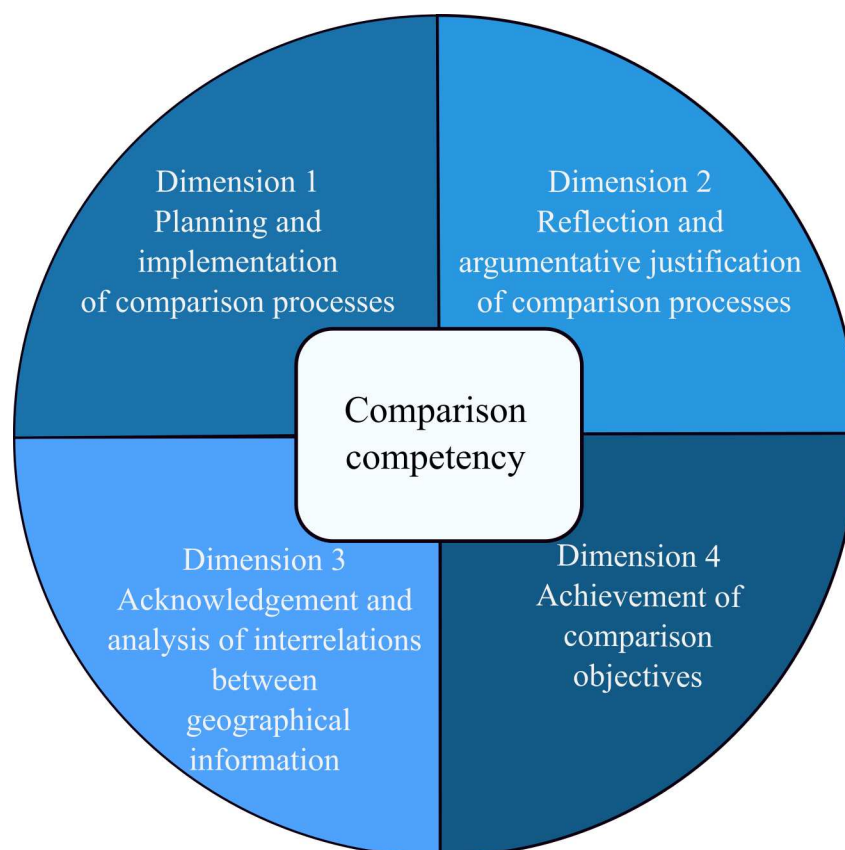 Dimension 1
Planning and
implementation
of comparison processes
Dimension 2
Reflection and
argumentative justification
of comparison processes
Comparison
competency
Dimension 3
Acknowledgement and
analysis of interrelations
between
geographical
information
Dimension 4
Achievement of
comparison
objectives